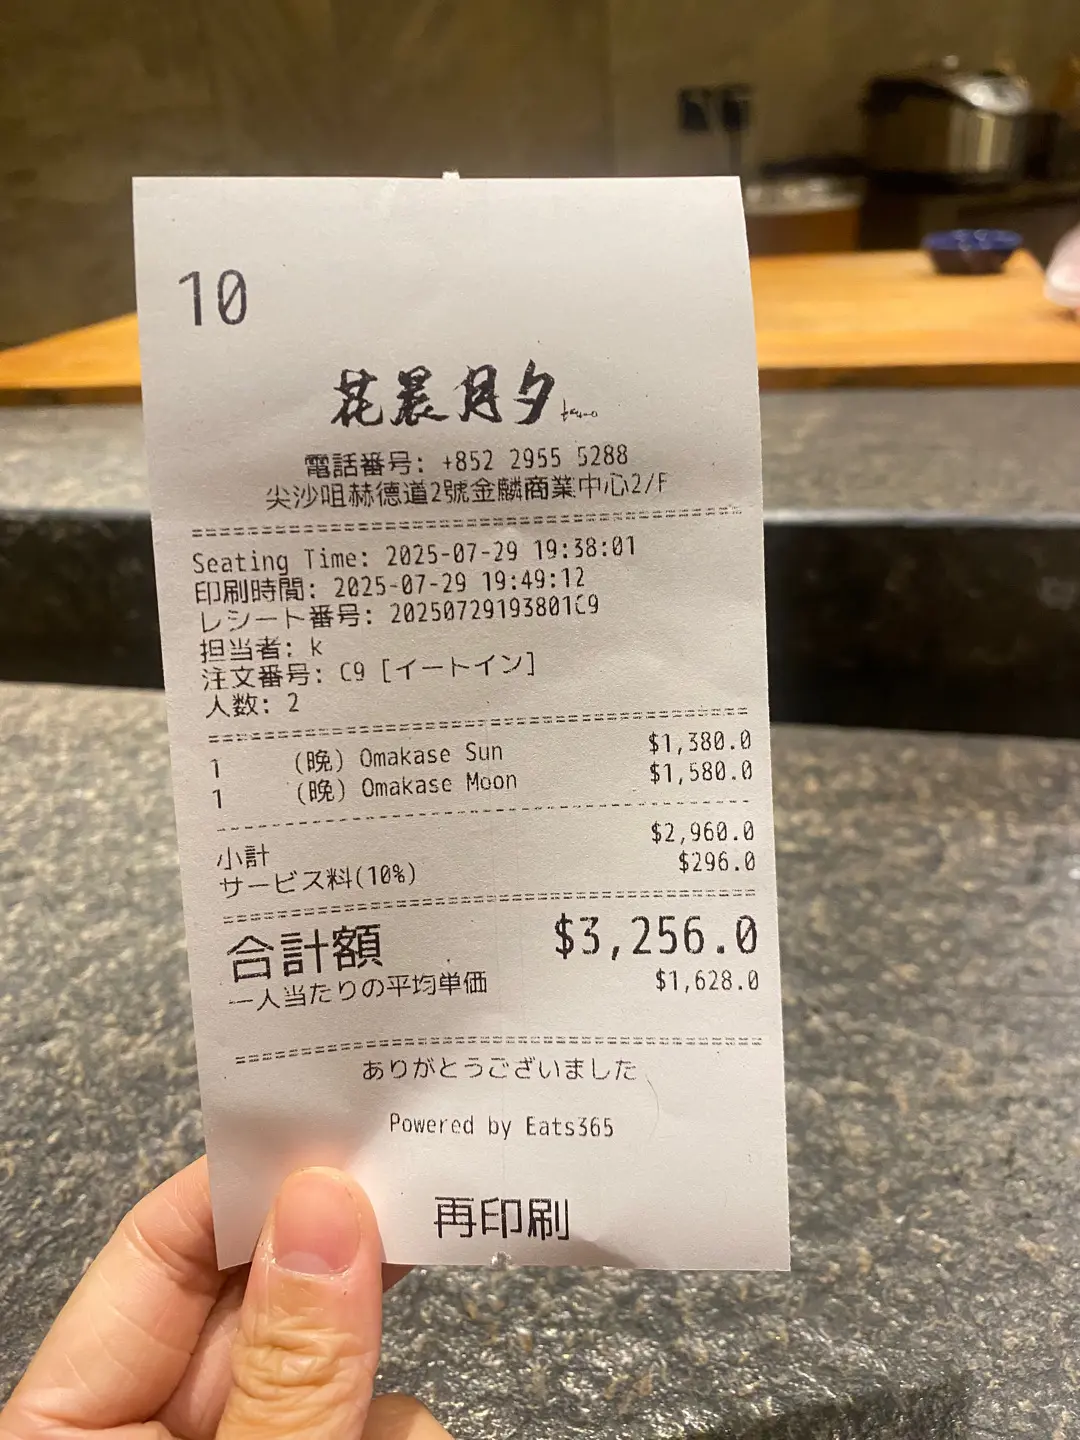 10
花晨月夕
電話番号: +852 2955 5288
尖沙咀赫德道2號金麟商業中心2/F
Seating Time: 2025-07-29 19:38:01
印刷時間: 2025-07-29 19:49:12
レシート番号: 20250729193801C9
担当者: k
注文番号: C9 [イートイン]
人数: 2
1 (晩) Omakase Sun $1,380.0
1 (晩) Omakase Moon $1,580.0
小計 $2,960.0
サービス料(10%) $296.0
合計額 $3,256.0
一人当たりの平均単価 $1,628.0
ありがとうございました
Powered by Eats365
再印刷